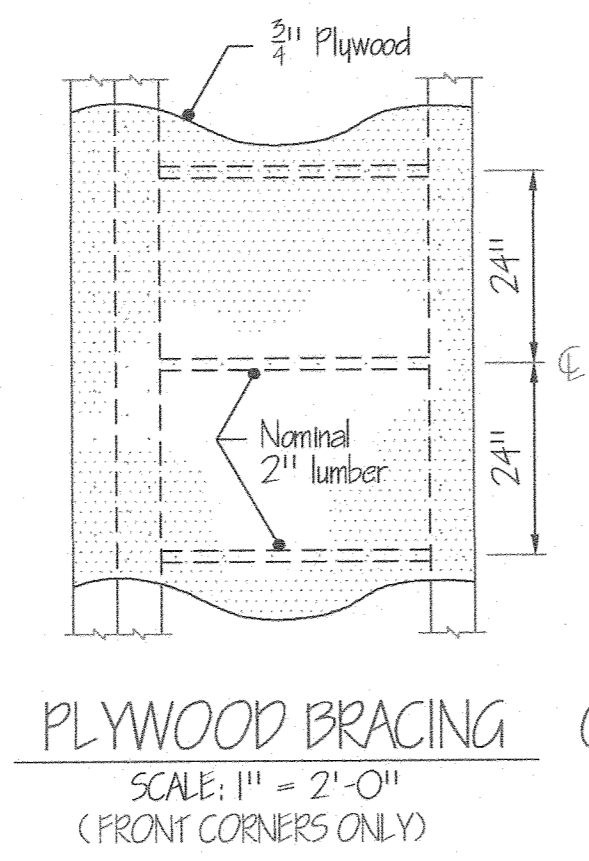 3/4" Plywood
24"
℄
Nominal
2" lumber
24"
PLYWOOD BRACING (
SCALE: 1" = 2'-0"
(FRONT CORNERS ONLY)